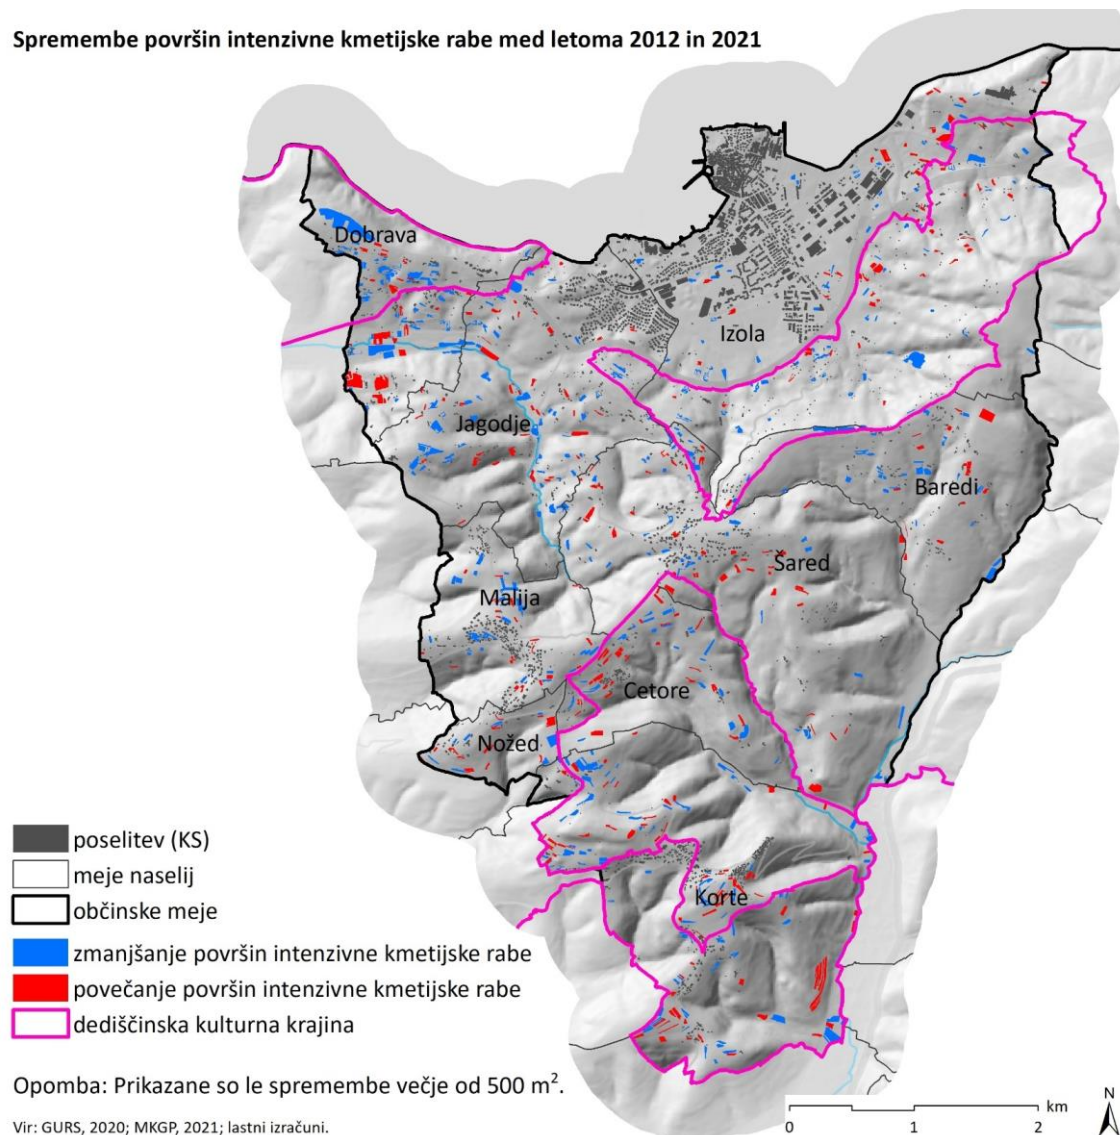 Spremembe površin intenzivne kmetijske rabe med letoma 2012 in 2021
Dobrava
Izola
Jagodje
Baredi
Šared
Malija
Cetore
Nožed
Korte
poselitev (KS)
meje naselij
občinske meje
zmanjšanje površin intenzivne kmetijske rabe
povečanje površin intenzivne kmetijske rabe
dediščinska kulturna krajina
Opomba: Prikazane so le spremembe večje od 500 m².
Vir: GURS, 2020; MKGP, 2021; lastni izračuni.
km
0 1 2
N